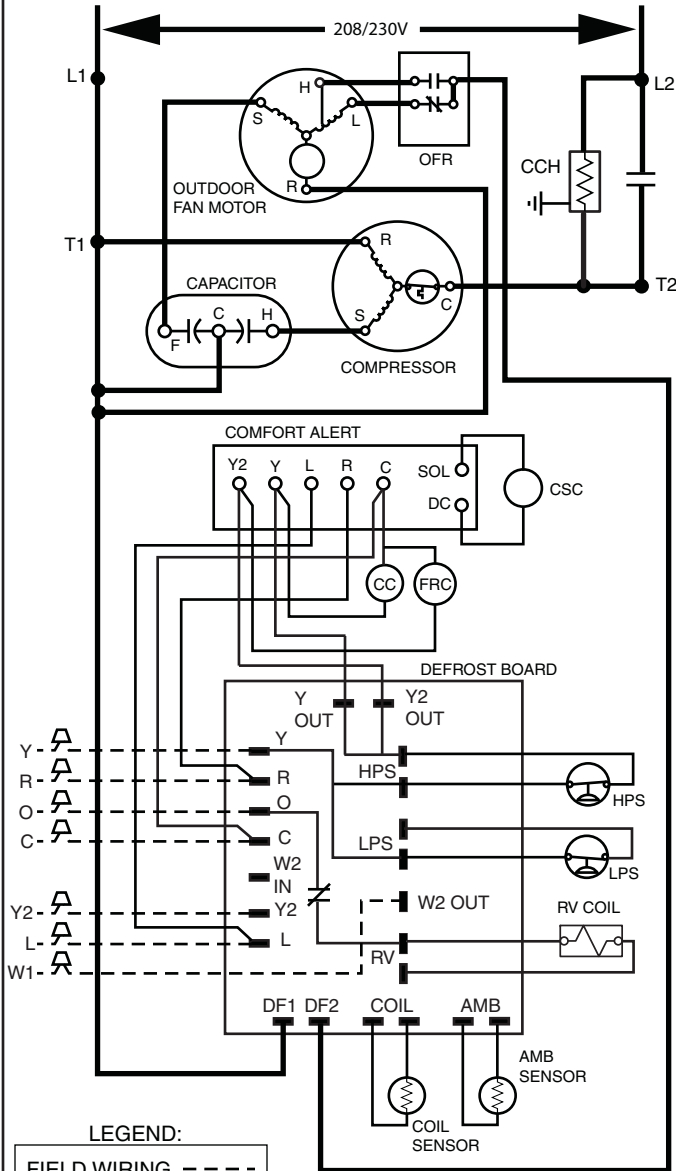 208/230V
L1
L2
H
S
L
OFR
CCH
OUTDOOR
FAN MOTOR
R
T1
R
T2
CAPACITOR
C
H
F
S
C
COMPRESSOR
COMFORT ALERT
Y2 Y L R C
SOL
DC
CSC
CC
FRC
DEFROST BOARD
Y
OUT
Y2
OUT
Y
Y
R
R
HPS
HPS
O
O
C
C
LPS
LPS
W2
IN
W2 OUT
RV COIL
Y2
Y2
L
L
RV
W1
DF1 DF2 COIL AMB
AMB
SENSOR
COIL
SENSOR
LEGEND:
FIELD WIRING